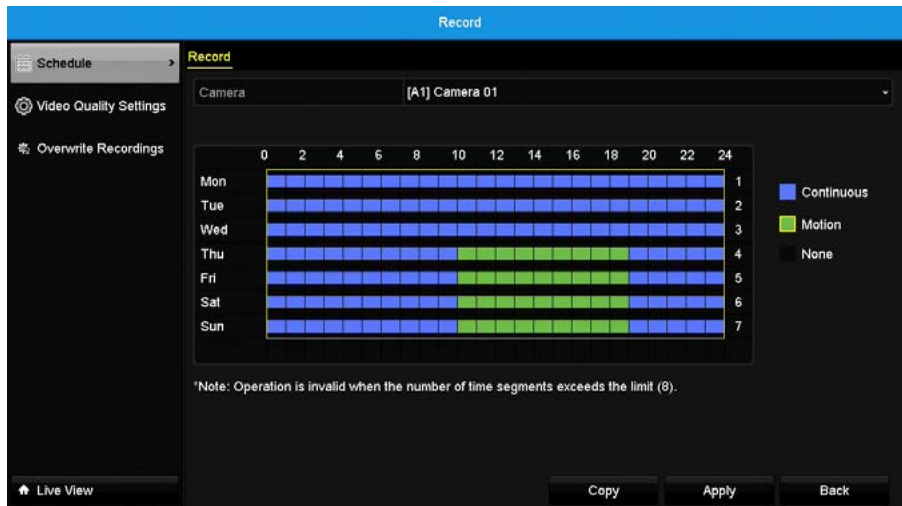 Record
Schedule
Video Quality Settings
Overwrite Recordings
Record
Camera [A1] Camera 01
0 2 4 6 8 10 12 14 16 18 20 22 24
Mon 1
Tue 2
Wed 3
Thu 4
Fri 5
Sat 6
Sun 7
Continuous
Motion
None
*Note: Operation is invalid when the number of time segments exceeds the limit (8).
Live View
Copy Apply Back